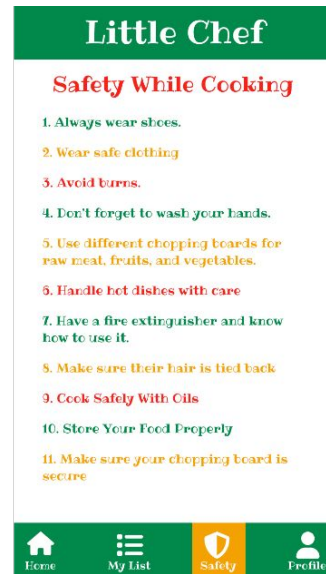 Little Chef
Safety While Cooking
1. Always wear shoes.
2. Wear safe clothing
3. Avoid burns.
4. Don't forget to wash your hands.
5. Use different chopping boards for
raw meat, fruits, and vegetables.
6. Handle hot dishes with care
7. Have a fire extinguisher and know
how to use it.
8. Make sure their hair is tied back
9. Cook Safely With Oils
10. Store Your Food Properly
11. Make sure your chopping board is
secure
Home My List Safety Profile